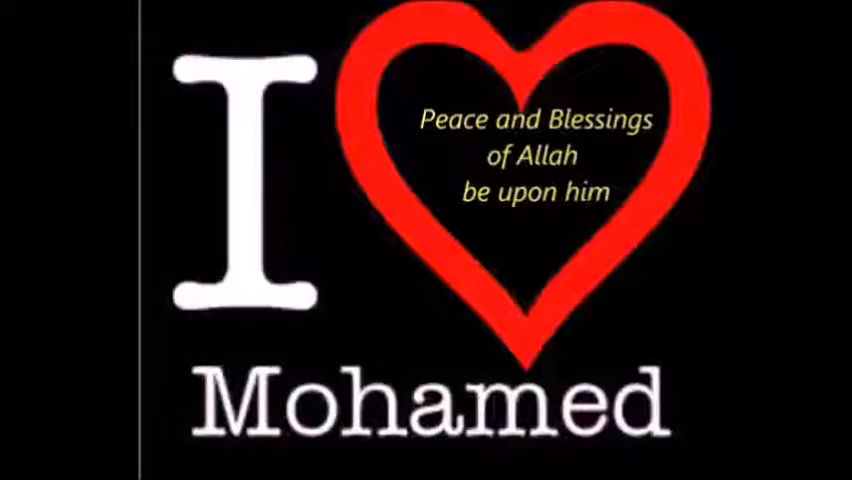 I
Peace and Blessings
of Allah
be upon him
Mohamed